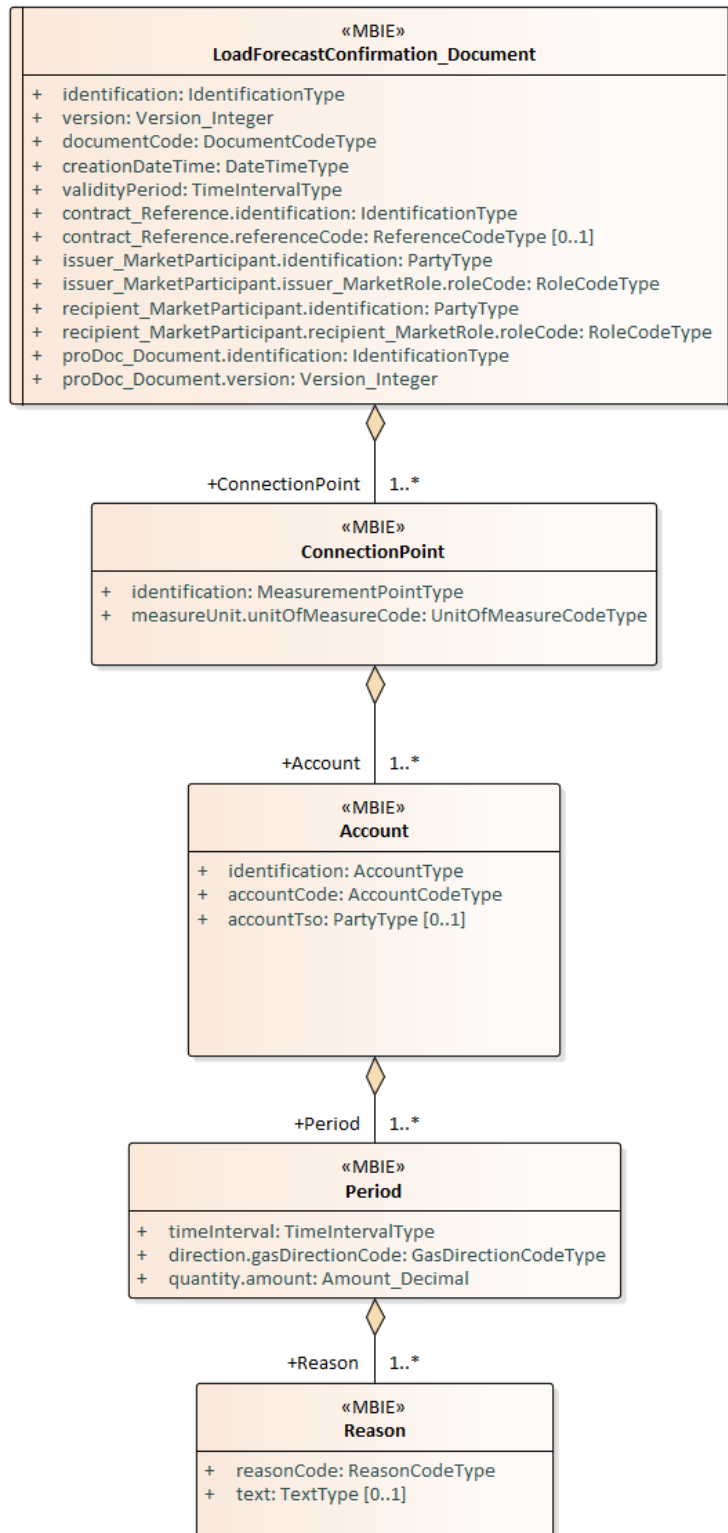 «MBIE»
LoadForecastConfirmation_Document
+ identification: IdentificationType
+ version: Version_Integer
+ documentCode: DocumentCodeType
+ creationDateTime: DateTimeType
+ validityPeriod: TimeIntervalType
+ contract_Reference.identification: IdentificationType
+ contract_Reference.referenceCode: ReferenceCodeType [0..1]
+ issuer_MarketParticipant.identification: PartyType
+ issuer_MarketParticipant.issuer_MarketRole.roleCode: RoleCodeType
+ recipient_MarketParticipant.identification: PartyType
+ recipient_MarketParticipant.recipient_MarketRole.roleCode: RoleCodeType
+ proDoc_Document.identification: IdentificationType
+ proDoc_Document.version: Version_Integer
+ConnectionPoint 1..*
«MBIE»
ConnectionPoint
+ identification: MeasurementPointType
+ measureUnit.unitOfMeasureCode: UnitOfMeasureCodeType
+Account 1..*
«MBIE»
Account
+ identification: AccountType
+ accountCode: AccountCodeType
+ accountTso: PartyType [0..1]
+Period 1..*
«MBIE»
Period
+ timeInterval: TimeIntervalType
+ direction.gasDirectionCode: GasDirectionCodeType
+ quantity.amount: Amount_Decimal
+Reason 1..*
«MBIE»
Reason
+ reasonCode: ReasonCodeType
+ text: TextType [0..1]